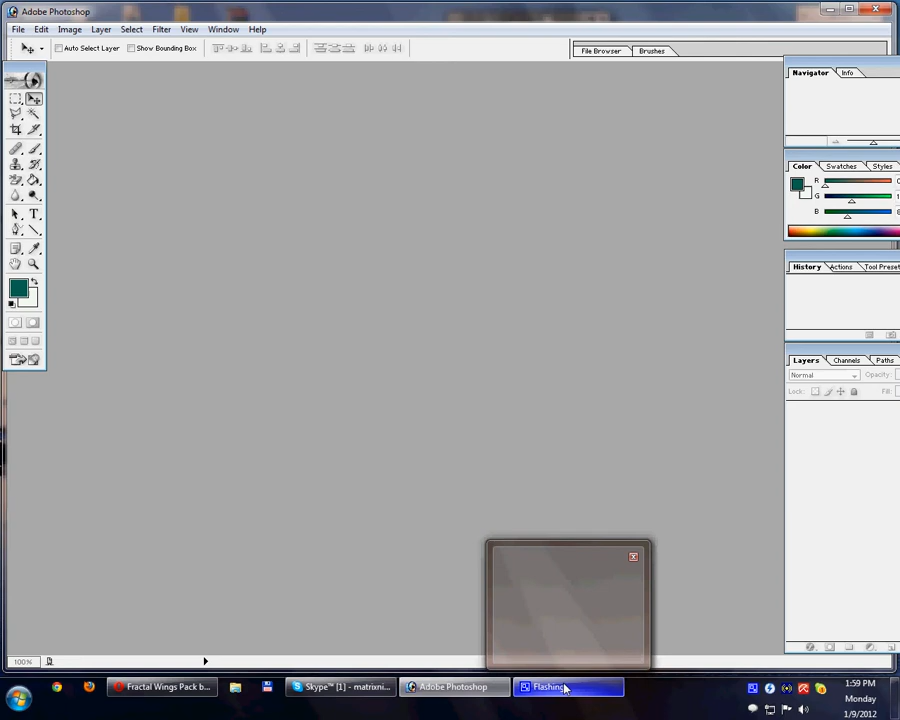 Adobe Photoshop
File Edit Image Layer Select Filter View Window Help
Auto Select Layer Show Bounding Box File Browser Brushes
Navigator Info
Color Swatches Styles
R
G
B
History Actions Tool Preset
Layers Channels Paths
Normal Opacity:
Lock: Fill:
100%
Fractal Wings Pack b... Skype™ [1] - matrixni... Adobe Photoshop Flashing
1:59 PM
Monday
1/9/2012